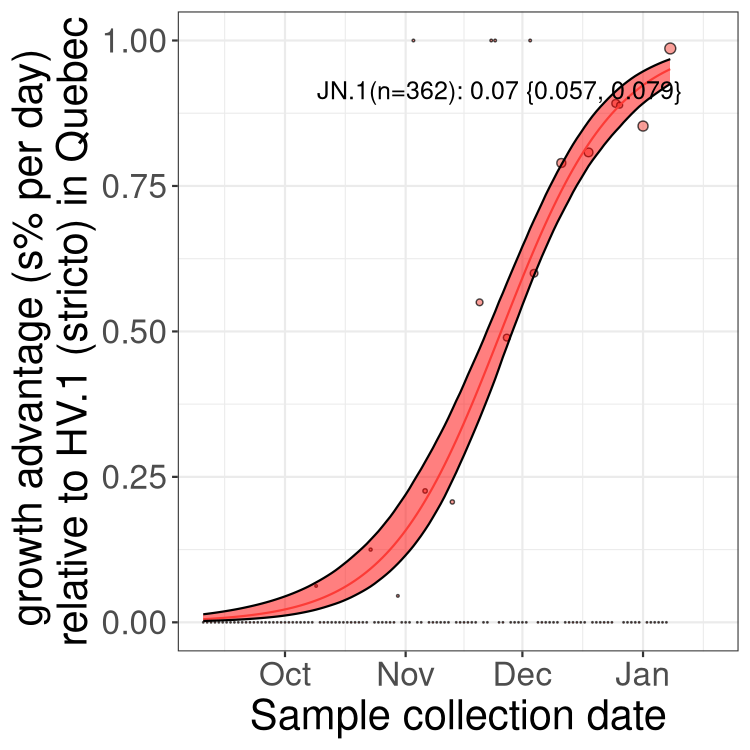 growth advantage (s% per day)
relative to HV.1 (stricto) in Quebec
1.00
0.75
0.50
0.25
0.00
JN.1(n=362): 0.07 {0.057, 0.079}
Oct Nov Dec Jan
Sample collection date